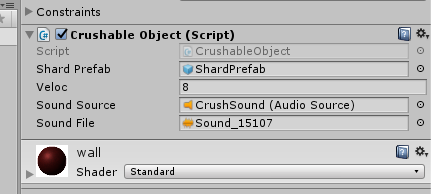 Constraints
Crushable Object (Script)
Script CrushableObject
Shard Prefab ShardPrefab
Veloc 8
Sound Source CrushSound (Audio Source)
Sound File Sound_15107
wall
Shader Standard